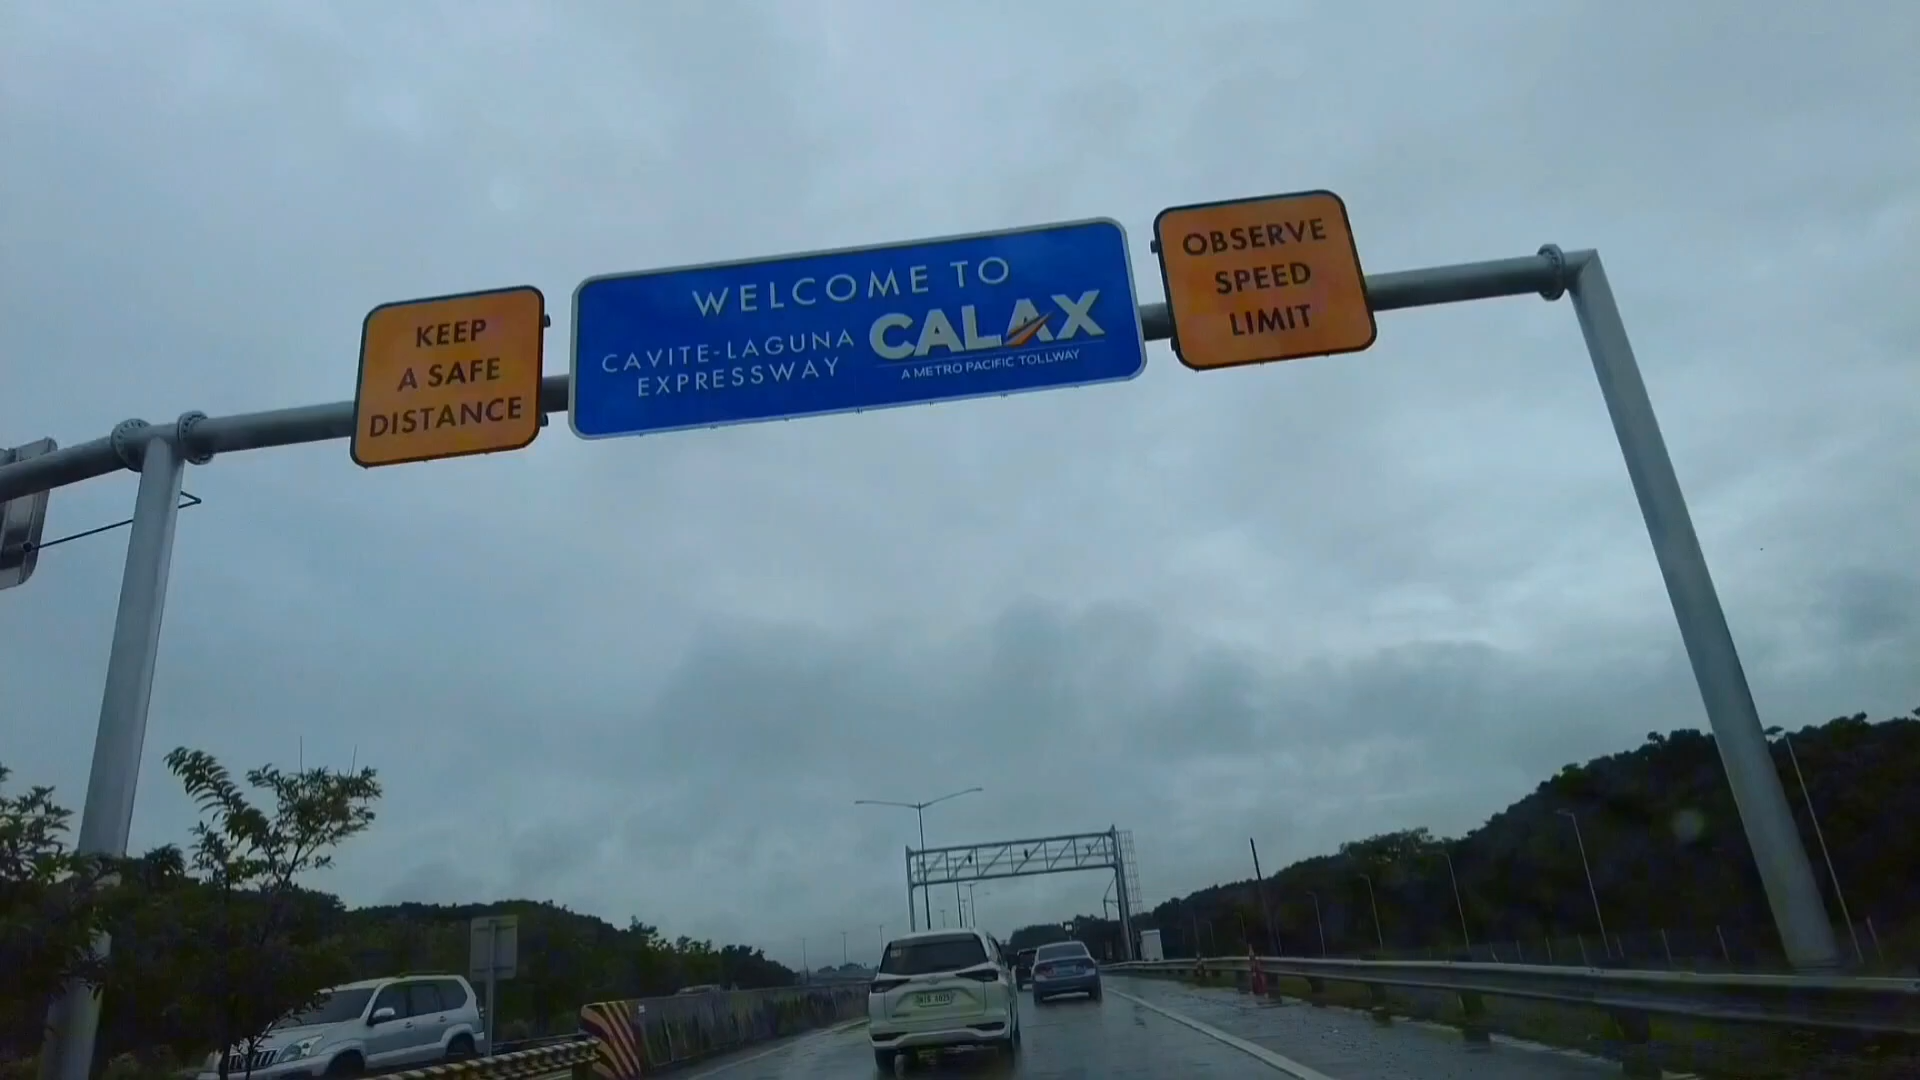 KEEP
A SAFE
DISTANCE
WELCOME TO
CAVITE-LAGUNA
EXPRESSWAY
CALAX
A METRO PACIFIC TOLLWAY
OBSERVE
SPEED
LIMIT